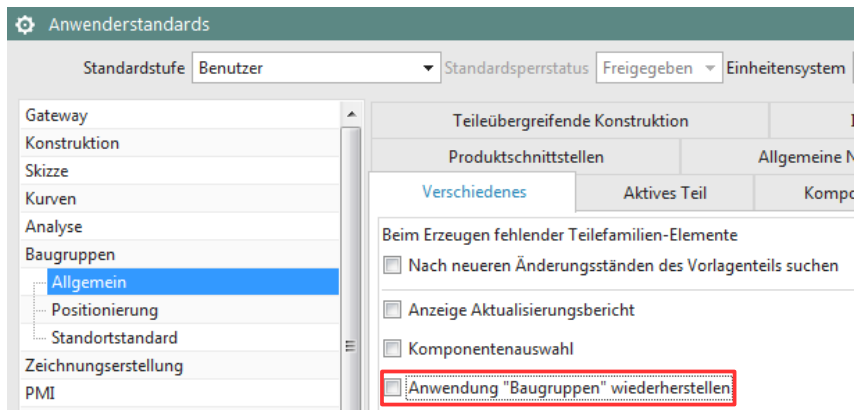 Anwenderstandards
Standardstufe Benutzer Standardsperrstatus Freigegeben Einheitensystem
Gateway
Konstruktion
Skizze
Kurven
Analyse
Baugruppen
Allgemein
Positionierung
Standortstandard
Zeichnungserstellung
PMI
Teileübergreifende Konstruktion
Produktschnittstellen Allgemeine
Verschiedenes Aktives Teil
Beim Erzeugen fehlender Teilefamilien-Elemente
Nach neueren Änderungsständen des Vorlagenteils suchen
Anzeige Aktualisierungsbericht
Komponentenauswahl
Anwendung "Baugruppen" wiederherstellen